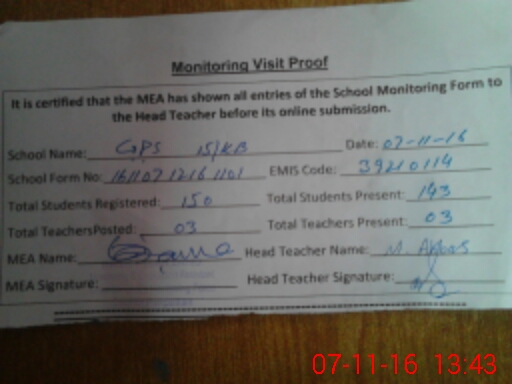 Monitoring Visit Proof
It is certified that the MEA has shown all entries of the School Monitoring Form to
the Head Teacher before its online submission.
School Name: GPS 15/KB Date: 07-11-16
School Form No: EMIS Code: 39210114
Total Students Registered: 150 Total Students Present: 143
Total TeachersPosted: 03 Total Teachers Present: 03
MEA Name: Head Teacher Name: M. Abbas
MEA Signature: Head Teacher Signature:
07-11-16 13:43